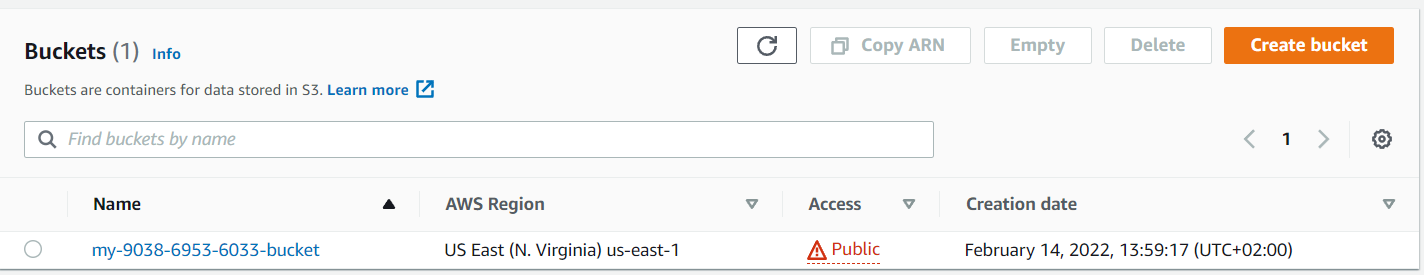 Buckets (1) Info
Copy ARN Empty Delete Create bucket
Buckets are containers for data stored in S3. Learn more
Find buckets by name
1
Name AWS Region Access Creation date
my-9038-6953-6033-bucket US East (N. Virginia) us-east-1 Public February 14, 2022, 13:59:17 (UTC+02:00)